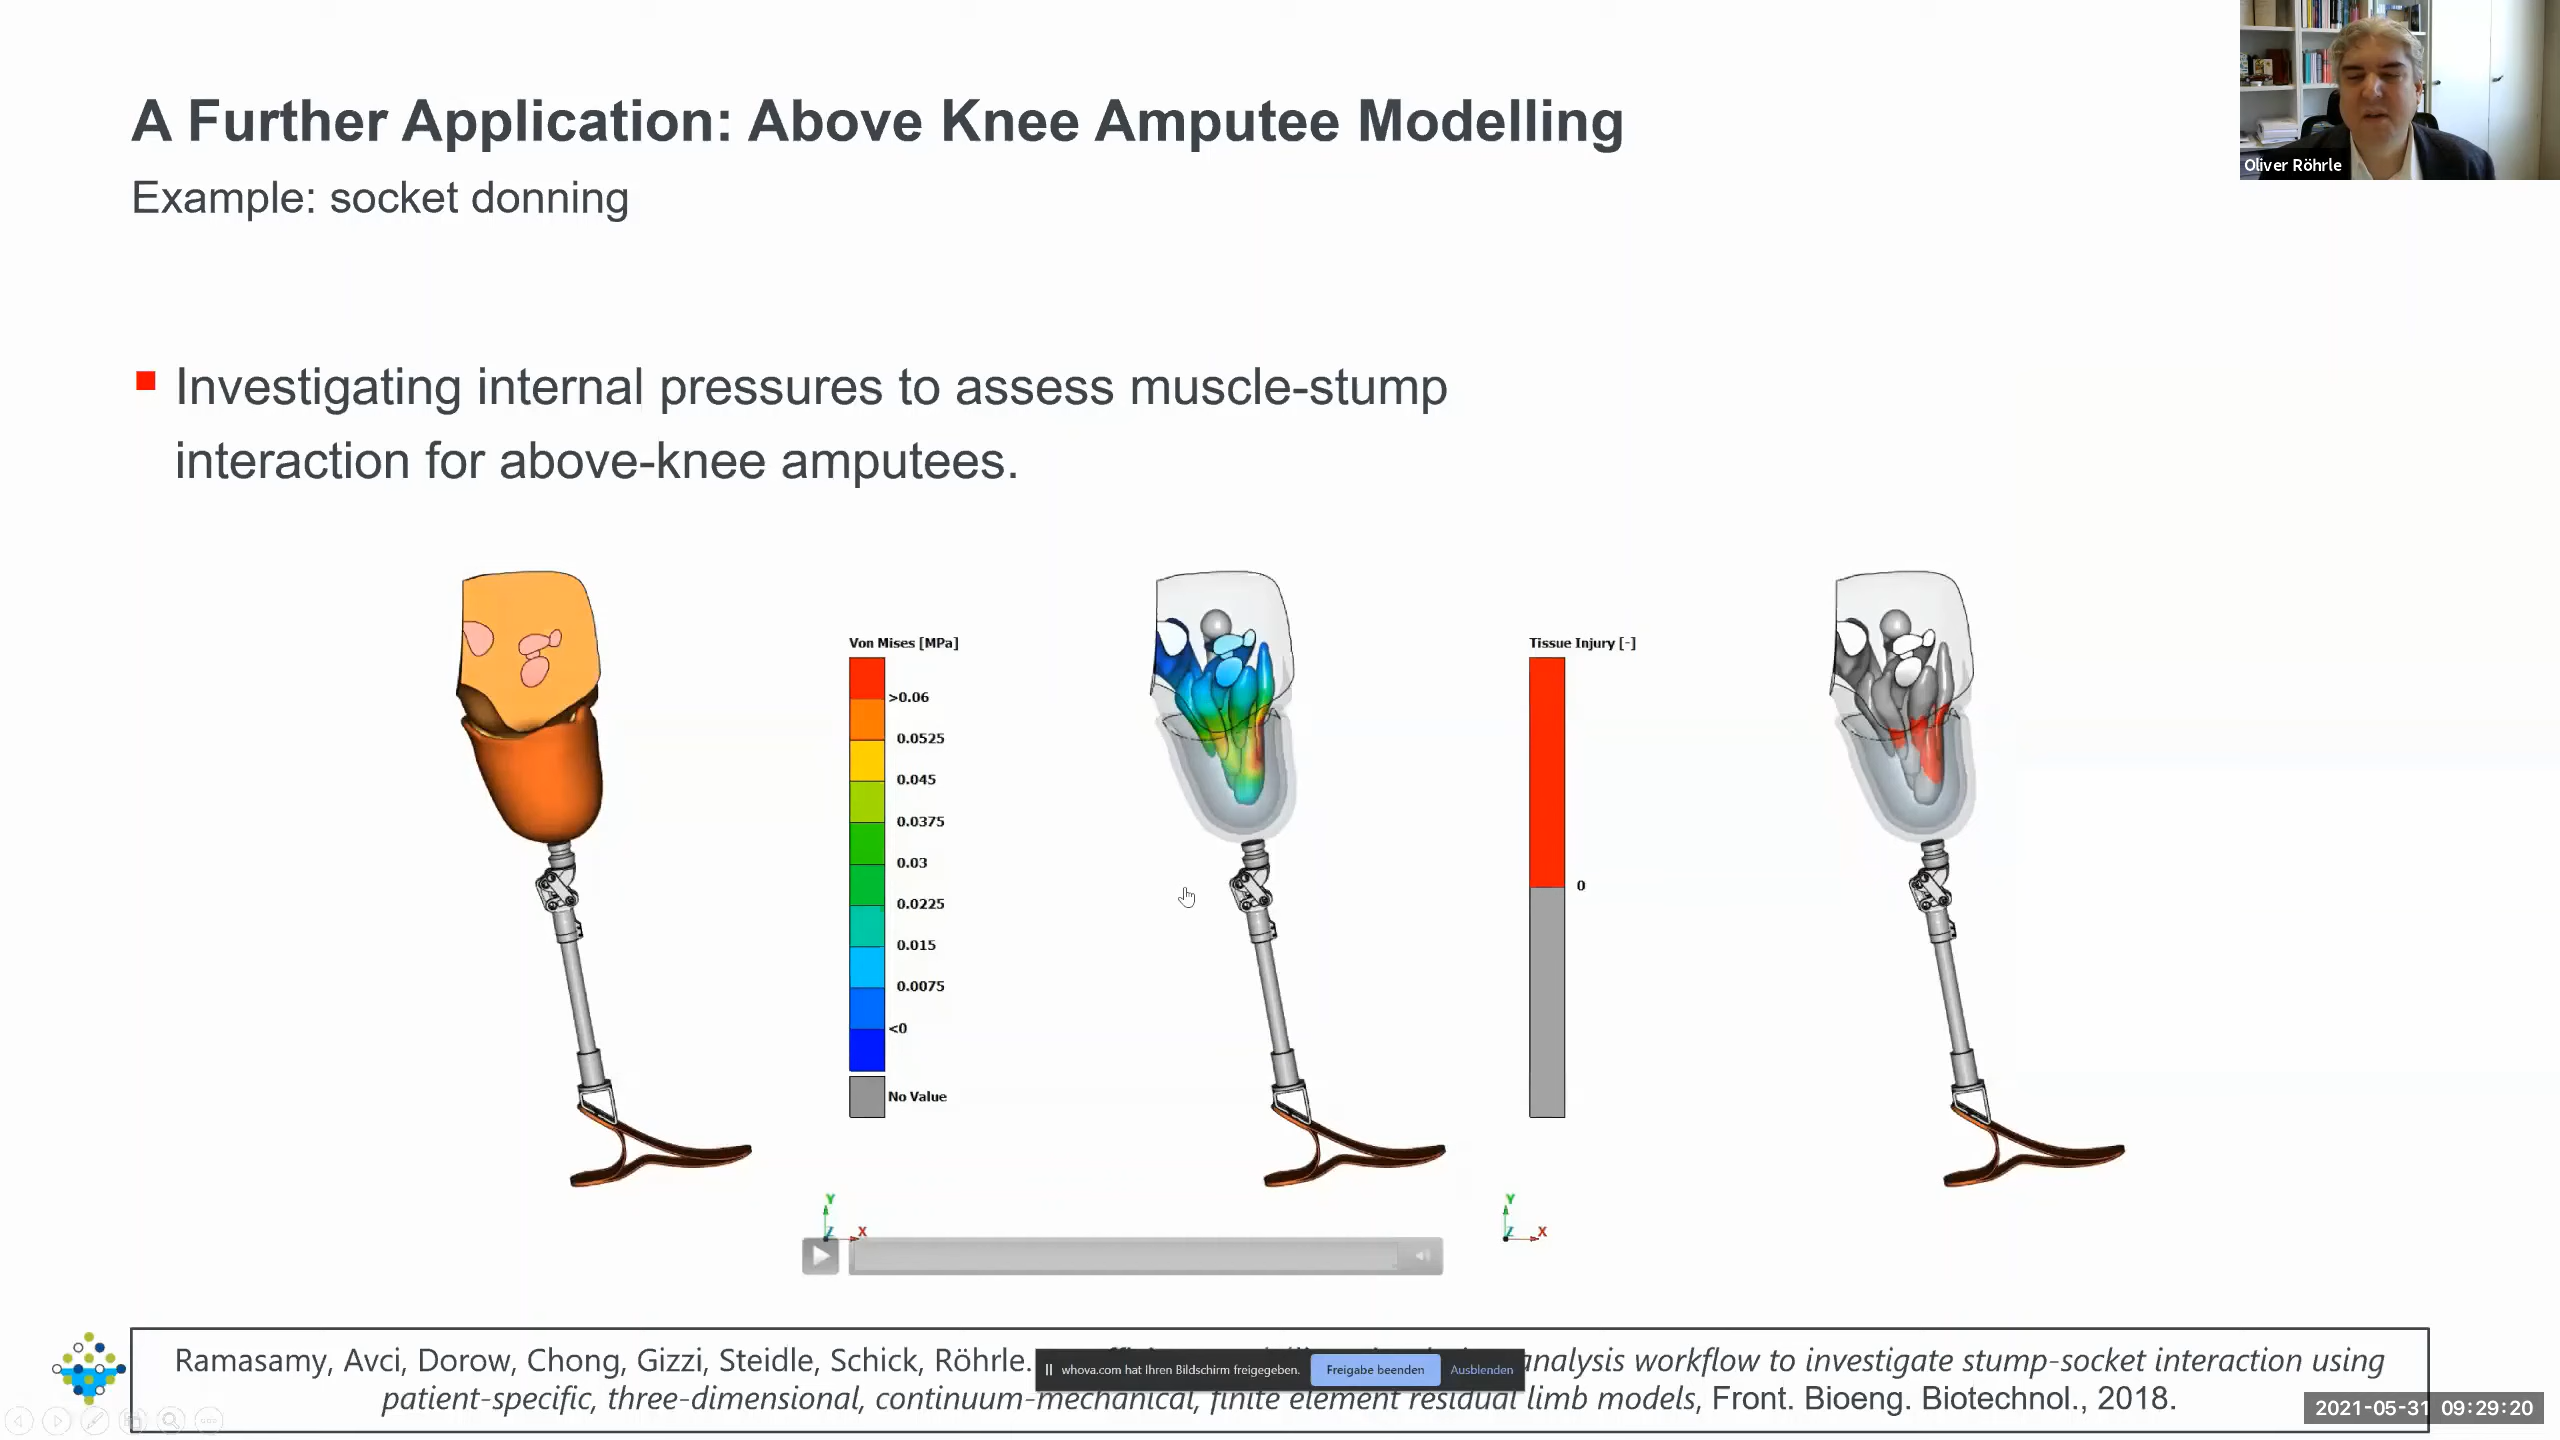 A Further Application: Above Knee Amputee Modelling
Oliver Röhrle
Example: socket donning
Investigating internal pressures to assess muscle-stump
interaction for above-knee amputees.
Von Mises [MPa]
>0.06
0.0525
0.045
0.0375
0.03
0.0225
0.015
0.0075
<0
No Value
Tissue Injury [-]
0
Y
Z
X
Y
Z
X
Ramasamy, Avci, Dorow, Chong, Gizzi, Steidle, Schick, Röhrle. analysis workflow to investigate stump-socket interaction using
whova.com hat Ihren Bildschirm freigegeben. Freigabe beenden Ausblenden
patient-specific, three-dimensional, continuum-mechanical, finite element residual limb models, Front. Bioeng. Biotechnol., 2018.
2021-05-31 09:29:20